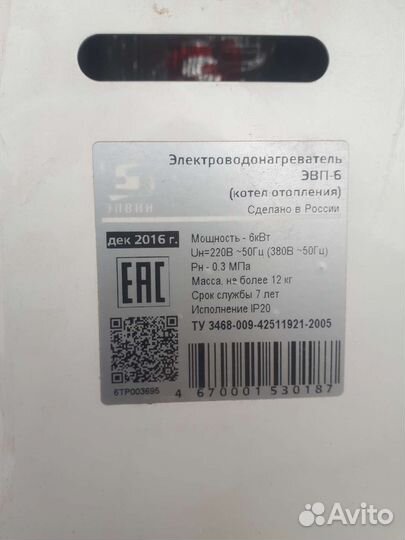 Электроводонагреватель
ЭВП-6
(котел отопления)
Сделано в России
ЭПВИН
дек 2016 г.
Мощность - 6кВт
Uн=220В ~50Гц (380В ~50Гц)
Рн - 0.3 МПа
Масса, не более 12 кг
Срок службы 7 лет
Исполнение IP20
ТУ 3468-009-42511921-2005
EAC
6TP003695
4 670001 530187
Avito